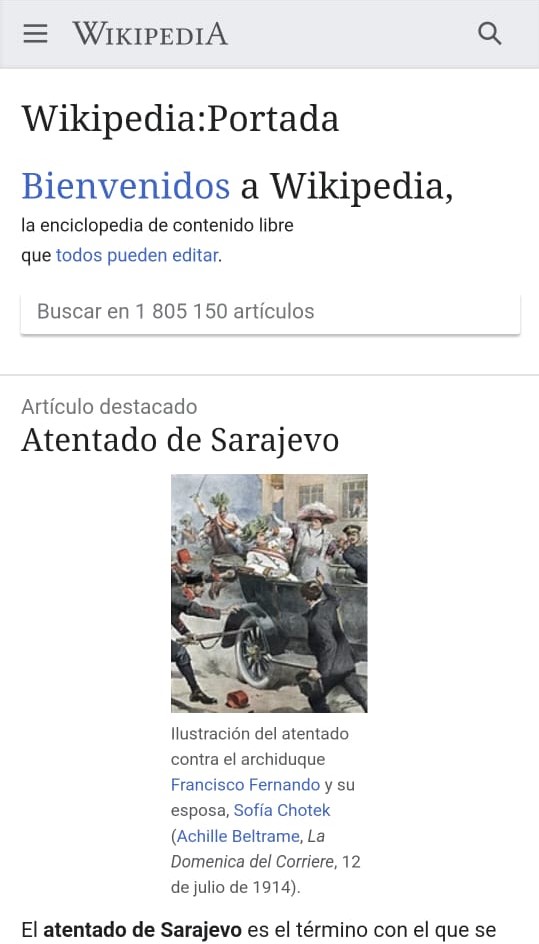 WIKIPEDIA
Wikipedia:Portada
Bienvenidos a Wikipedia,
la enciclopedia de contenido libre
que todos pueden editar.
Buscar en 1 805 150 artículos
Artículo destacado
Atentado de Sarajevo
Ilustración del atentado
contra el archiduque
Francisco Fernando y su
esposa, Sofía Chotek
(Achille Beltrame, La
Domenica del Corriere, 12
de julio de 1914).
El atentado de Sarajevo es el término con el que se